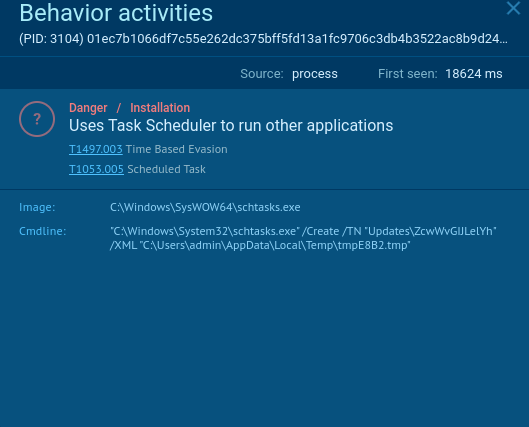 Behavior activities
(PID: 3104) 01ec7b1066df7c55e262dc375bff5fd13a1fc9706c3db4b3522ac8b9d24...
Source: process First seen: 18624 ms
? Danger / Installation
Uses Task Scheduler to run other applications
T1497.003 Time Based Evasion
T1053.005 Scheduled Task
Image: C:\Windows\SysWOW64\schtasks.exe
Cmdline: "C:\Windows\System32\schtasks.exe" /Create /TN "Updates\ZcwWvGIJLelYh"
/XML "C:\Users\admin\AppData\Local\Temp\tmpE8B2.tmp"